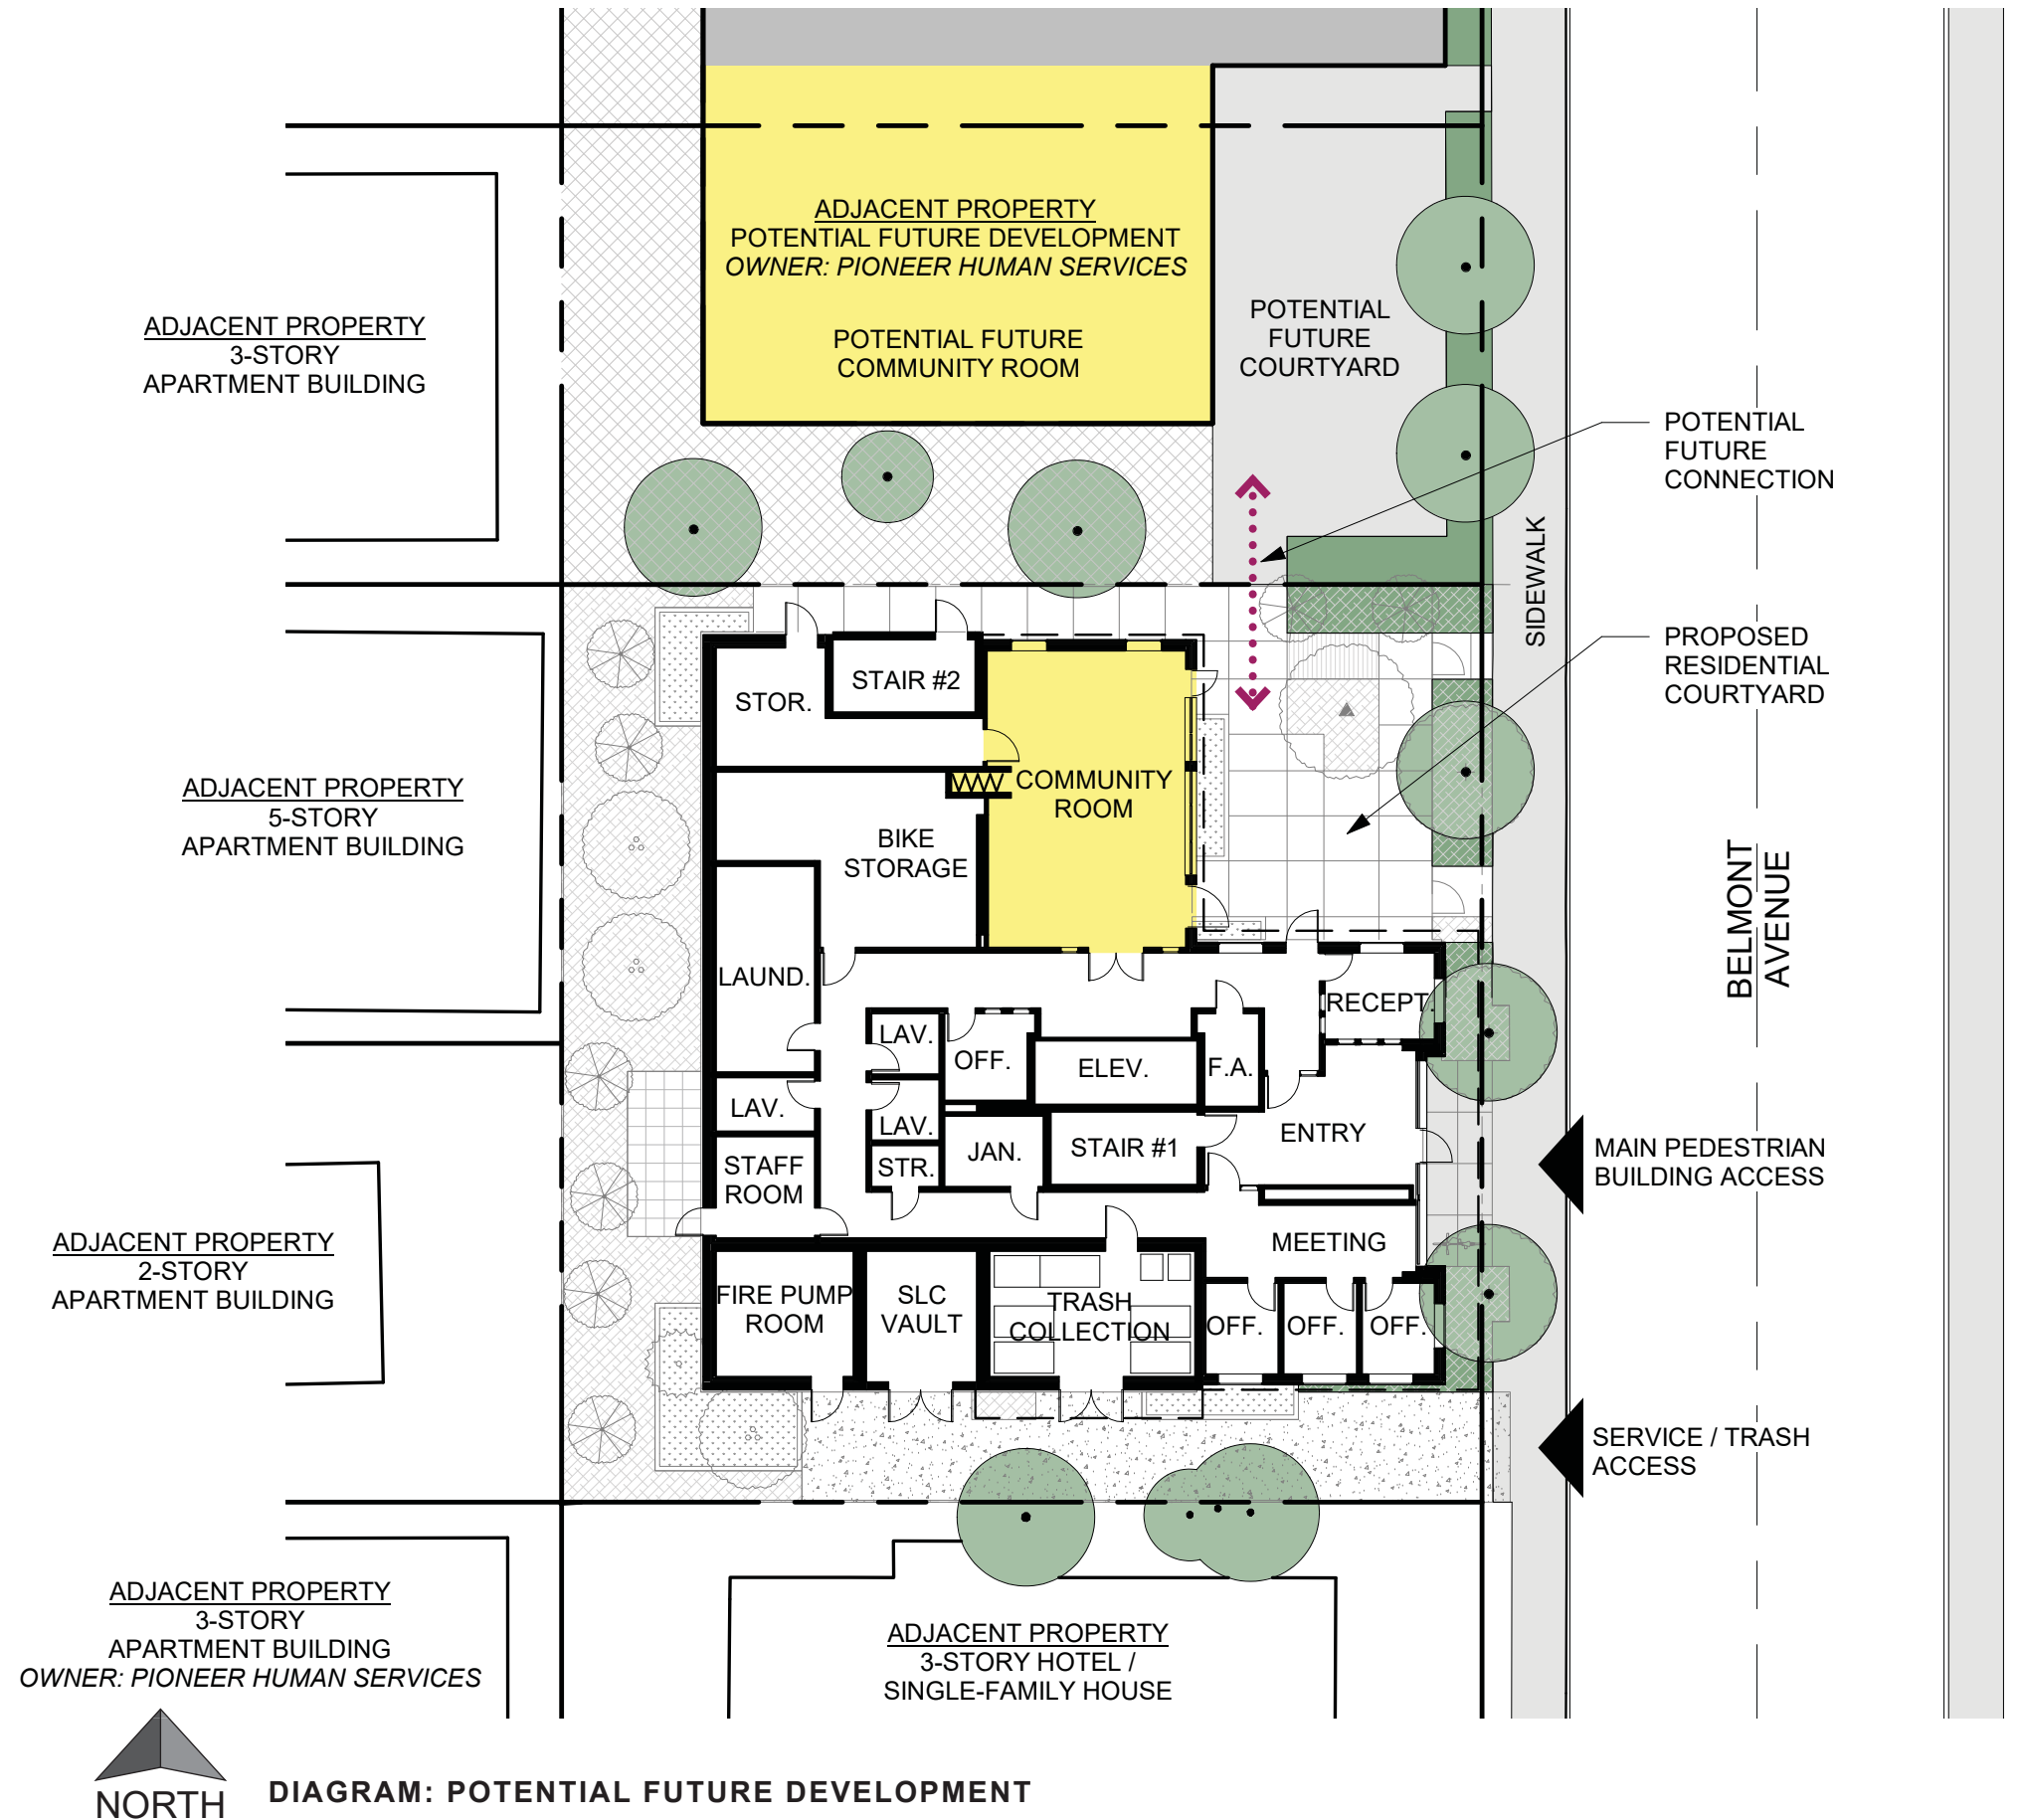 ADJACENT PROPERTY
POTENTIAL FUTURE DEVELOPMENT
OWNER: PIONEER HUMAN SERVICES
POTENTIAL FUTURE
COMMUNITY ROOM
POTENTIAL
FUTURE
COURTYARD
ADJACENT PROPERTY
3-STORY
APARTMENT BUILDING
POTENTIAL
FUTURE
CONNECTION
SIDEWALK
PROPOSED
RESIDENTIAL
COURTYARD
STOR.
STAIR #2
COMMUNITY
ROOM
ADJACENT PROPERTY
5-STORY
APARTMENT BUILDING
BIKE
STORAGE
BELMONT
AVENUE
LAUND.
RECEPT.
LAV.
OFF.
ELEV.
F.A.
LAV.
LAV.
JAN.
STAIR #1
ENTRY
MAIN PEDESTRIAN
BUILDING ACCESS
STAFF
ROOM
STR.
ADJACENT PROPERTY
2-STORY
APARTMENT BUILDING
MEETING
FIRE PUMP
ROOM
SLC
VAULT
TRASH
COLLECTION
OFF.
OFF.
OFF.
SERVICE / TRASH
ACCESS
ADJACENT PROPERTY
3-STORY
APARTMENT BUILDING
OWNER: PIONEER HUMAN SERVICES
ADJACENT PROPERTY
3-STORY HOTEL /
SINGLE-FAMILY HOUSE
NORTH
DIAGRAM: POTENTIAL FUTURE DEVELOPMENT